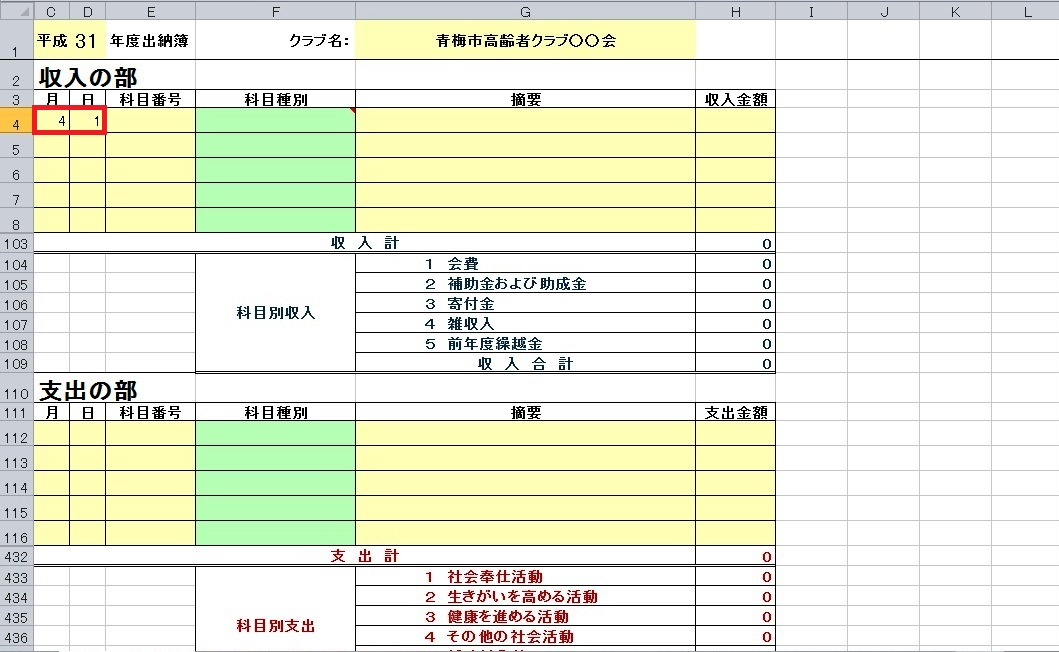 C D E F G H I J K L
1 平成 31 年度出納簿 クラブ名: 青梅市高齢者クラブ〇〇会
2 収入の部
3 月 日 科目番号 科目種別 摘要 収入金額
4 4 1
5
6
7
8
103 収 入 計 0
104 1 会費 0
105 2 補助金および助成金 0
106 科目別収入 3 寄付金 0
107 4 雑収入 0
108 5 前年度繰越金 0
109 収 入 合 計 0
110 支出の部
111 月 日 科目番号 科目種別 摘要 支出金額
112
113
114
115
116
432 支 出 計 0
433 1 社会奉仕活動 0
434 2 生きがいを高める活動 0
435 科目別支出 3 健康を進める活動 0
436 4 その他の社会活動 0